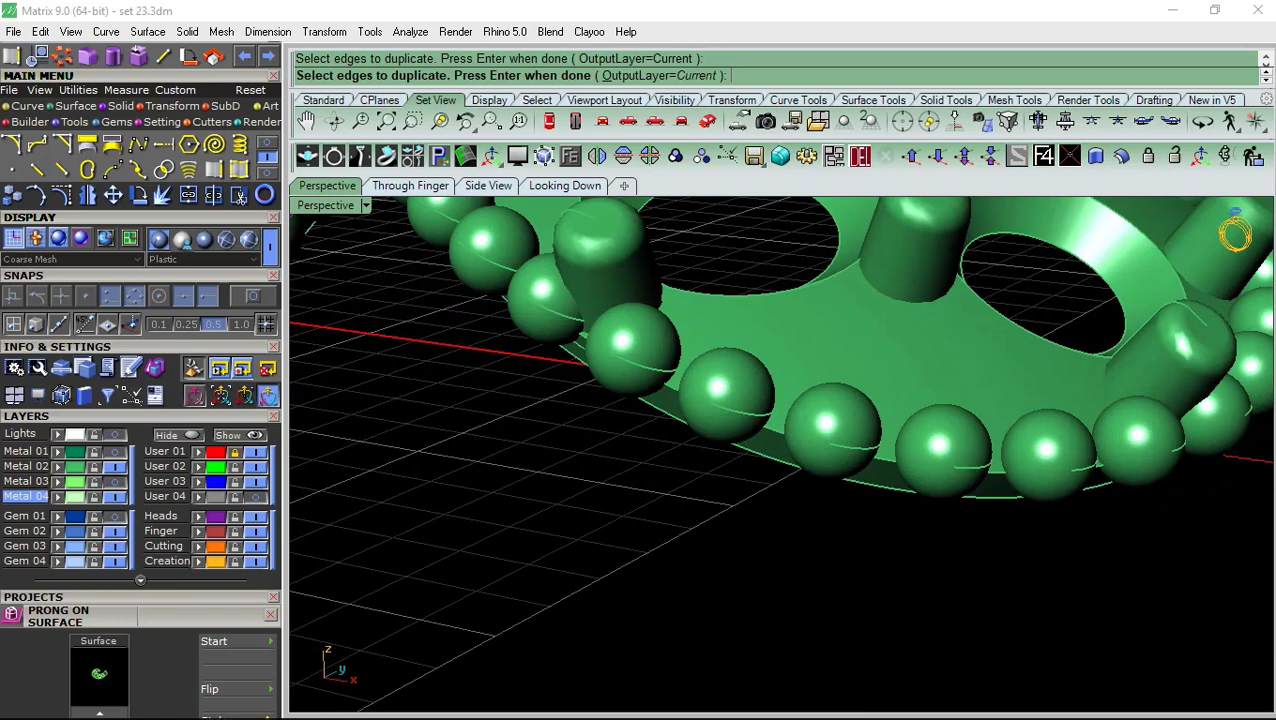 Matrix 9.0 (64-bit) - set 23.3dm
File Edit View Curve Surface Solid Mesh Dimension Transform Tools Analyze Render Rhino 5.0 Blend Clayoo Help
Select edges to duplicate. Press Enter when done ( OutputLayer=Current ):
Select edges to duplicate. Press Enter when done ( OutputLayer=Current ):
MAIN MENU
File View Utilities Measure Custom Reset
Curve Surface Solid Transform SubD Art
Builder Tools Gems Setting Cutters Render
Standard CPlanes Set View Display Select Viewport Layout Visibility Transform Curve Tools Surface Tools Solid Tools Mesh Tools Render Tools Drafting New in V5
Perspective Through Finger Side View Looking Down
Perspective
DISPLAY
Coarse Mesh Plastic
SNAPS
0.1 0.25 0.5 1.0
INFO & SETTINGS
LAYERS
Lights Hide Show
Metal 01 User 01
Metal 02 User 02
Metal 03 User 03
Metal 04 User 04
Gem 01 Heads
Gem 02 Finger
Gem 03 Cutting
Gem 04 Creation
PROJECTS
PRONG ON
SURFACE
Surface Start
Flip
z
y
x